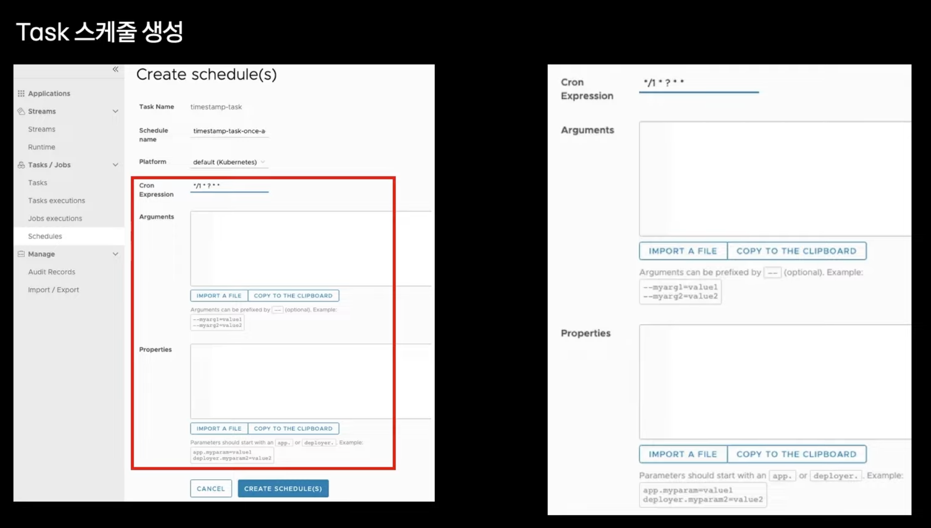 Task 스케줄 생성
Create schedule(s)
Applications
Streams
Streams
Runtime
Tasks / Jobs
Tasks
Tasks executions
Jobs executions
Schedules
Manage
Audit Records
Import / Export
Task Name timestamp-task
Schedule name timestamp-task-once-a
Platform default (Kubernetes)
Cron Expression */1 * ? * *
Arguments
IMPORT A FILE COPY TO THE CLIPBOARD
Arguments can be prefixed by -- (optional). Example:
--myarg1=value1
--myarg2=value2
Properties
IMPORT A FILE COPY TO THE CLIPBOARD
Parameters should start with an app. or deployer. Example:
app.myparam=value1
deployer.myparam2=value2
CANCEL CREATE SCHEDULE(S)
Cron Expression */1 * ? * *
Arguments
IMPORT A FILE COPY TO THE CLIPBOARD
Arguments can be prefixed by -- (optional). Example:
--myarg1=value1
--myarg2=value2
Properties
IMPORT A FILE COPY TO THE CLIPBOARD
Parameters should start with an app. or deployer. Example:
app.myparam=value1
deployer.myparam2=value2